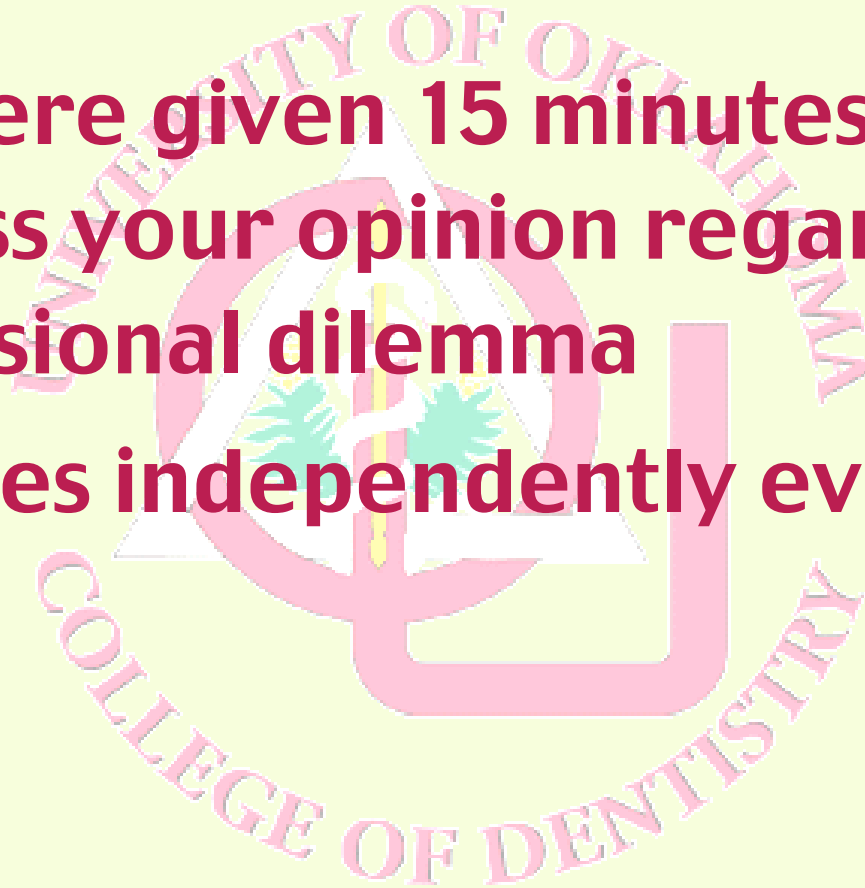 UNIVERSITY OF OKLAHOMA
ere given 15 minutes
ss your opinion regar
sional dilemma
es independently ev
COLLEGE OF DENTISTRY